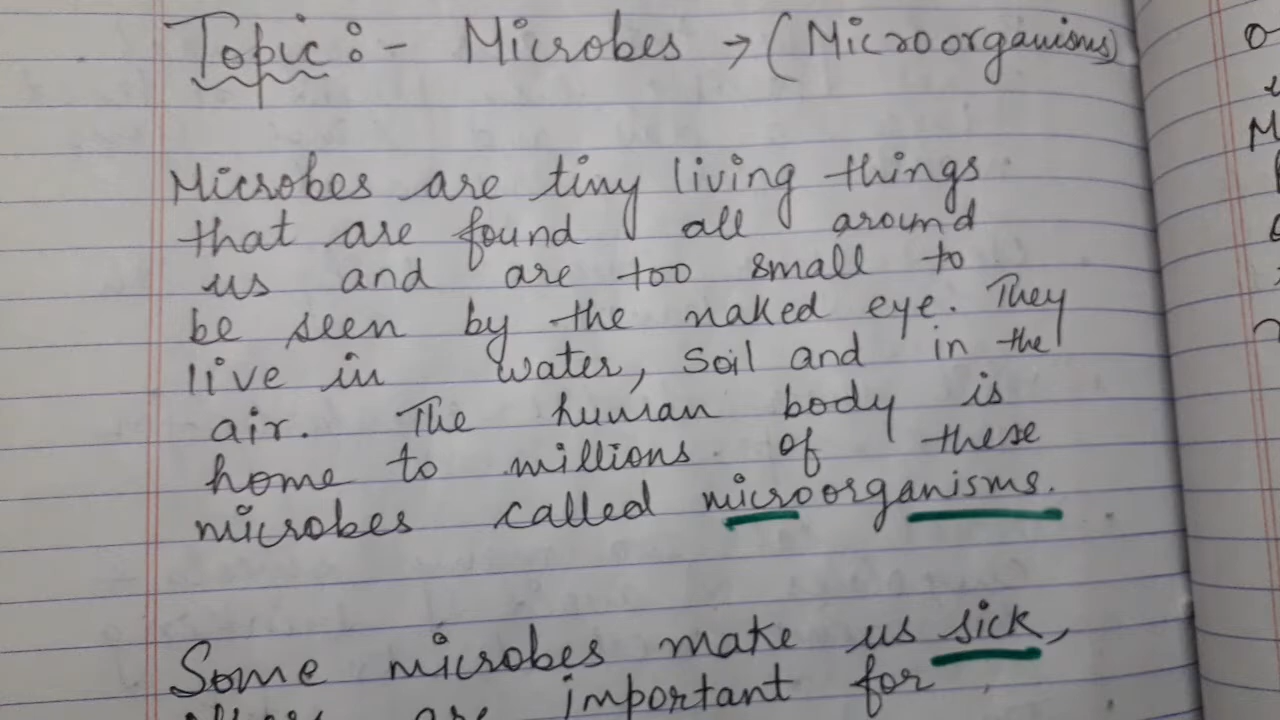 Topic :- Microbes → (Microorganisms)
Microbes are tiny living things
that are found all around
us and are too small to
be seen by the naked eye. They
live in water, soil and in the
air. The human body is
home to millions of these
microbes called microorganisms.
Some microbes make us sick,
are important for